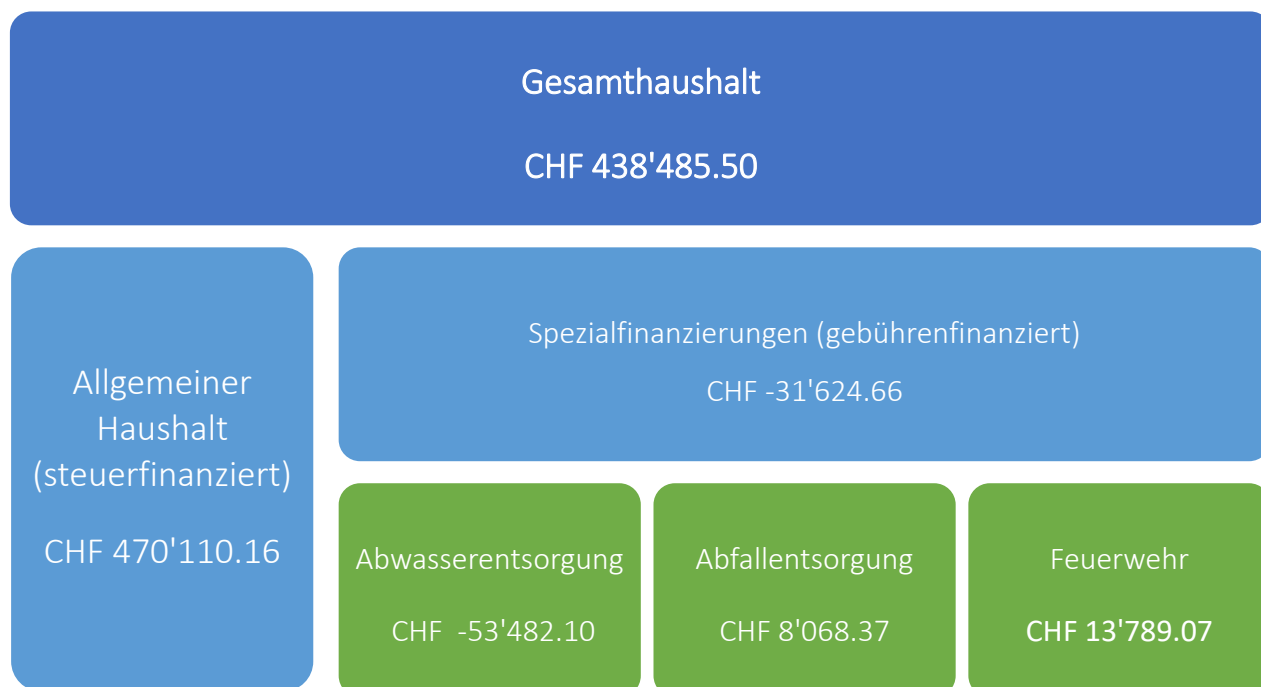 Gesamthaushalt
CHF 438'485.50
Allgemeiner
Haushalt
(steuerfinanziert)
CHF 470'110.16
Spezialfinanzierungen (gebührenfinanziert)
CHF -31'624.66
Abwasserentsorgung
CHF -53'482.10
Abfallentsorgung
CHF 8'068.37
Feuerwehr
CHF 13'789.07